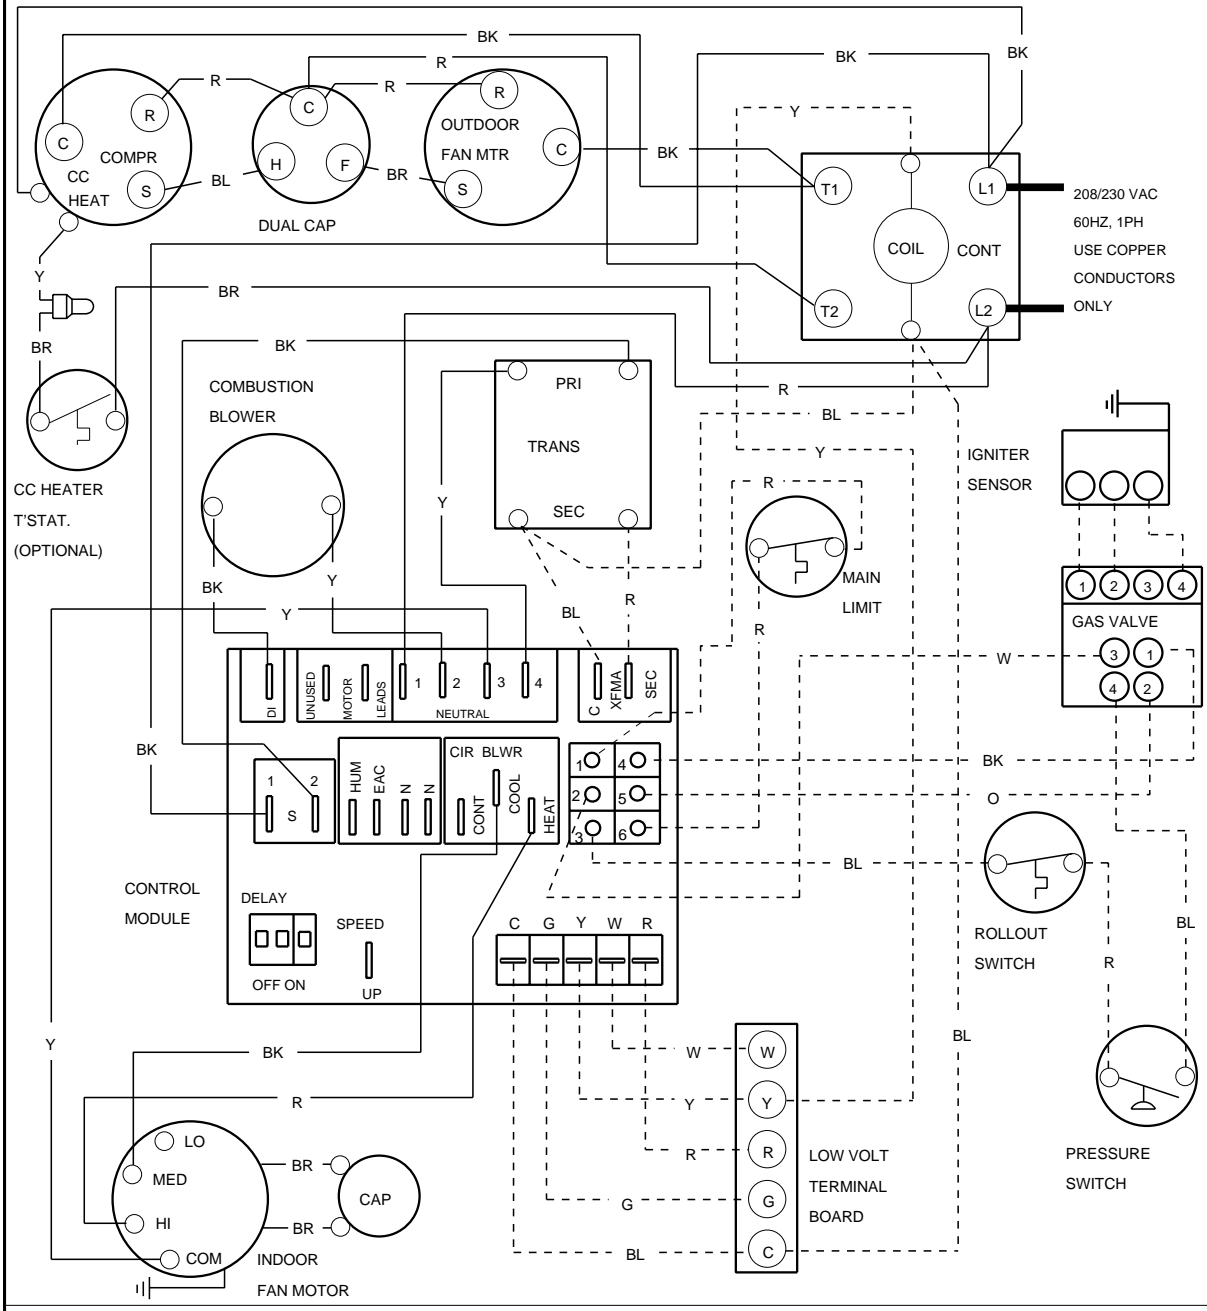 BK
R
BK
BK
R
R
Y
R
C
R
OUTDOOR
FAN MTR
C
COMPR
CC
HEAT
C
S
BL
H
F
BR
S
BK
T1
L1
208/230 VAC
60HZ, 1PH
USE COPPER
CONDUCTORS
ONLY
DUAL CAP
COIL
CONT
Y
BR
T2
L2
BR
BK
COMBUSTION
BLOWER
PRI
TRANS
SEC
R
BL
Y
IGNITER
SENSOR
CC HEATER
T'STAT.
(OPTIONAL)
Y
R
BK
Y
MAIN
LIMIT
BL
R
Y
R
1
2
3
4
GAS VALVE
3
1
4
2
W
DI
UNUSED
MOTOR
LEADS
1
2
3
4
NEUTRAL
C
XFMA
SEC
BK
1
2
S
HUM
EAC
N
N
CIR BLWR
CONT
COOL
HEAT
1
4
2
5
3
6
BK
O
BL
CONTROL
MODULE
DELAY
OFF ON
SPEED
UP
C
G
Y
W
R
ROLLOUT
SWITCH
BL
R
Y
BK
W
W
BL
R
Y
Y
LO
MED
HI
COM
BR
BR
CAP
R
R
LOW VOLT
TERMINAL
BOARD
G
G
BL
C
PRESSURE
SWITCH
INDOOR
FAN MOTOR